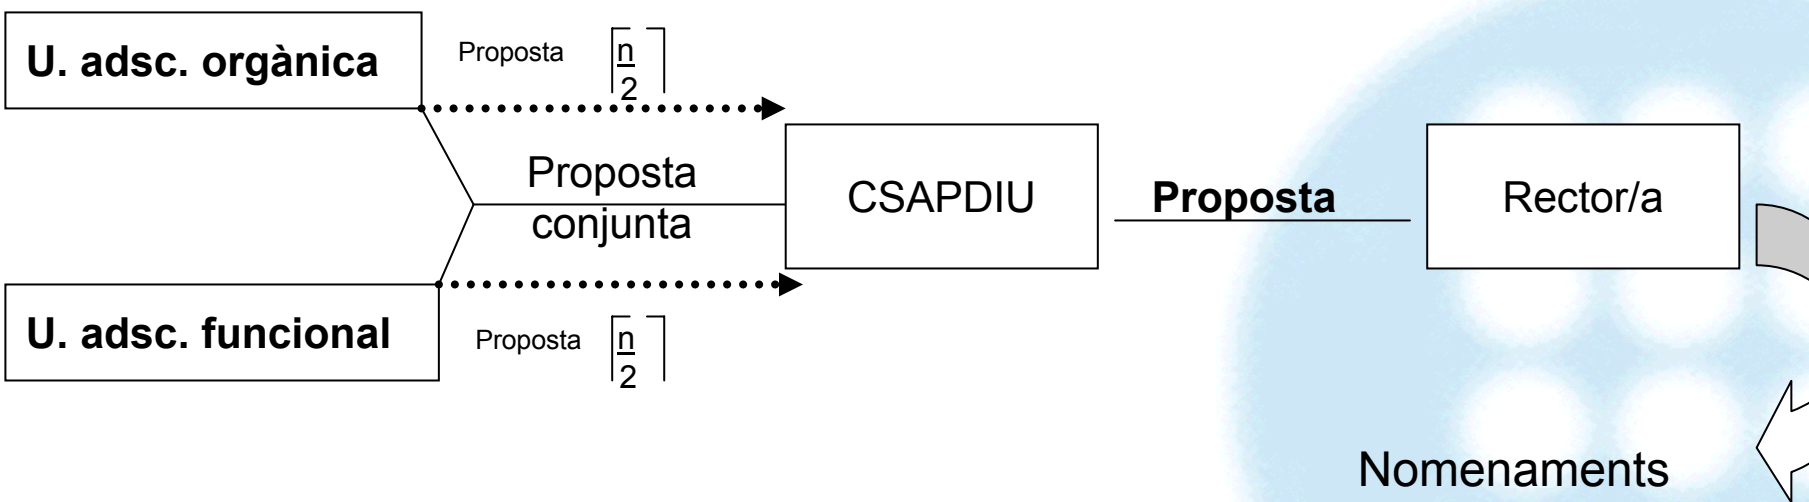 U. adsc. orgànica
Proposta
n
2
Proposta
conjunta
CSAPDIU
Proposta
Rector/a
U. adsc. funcional
Proposta
n
2
Nomenaments